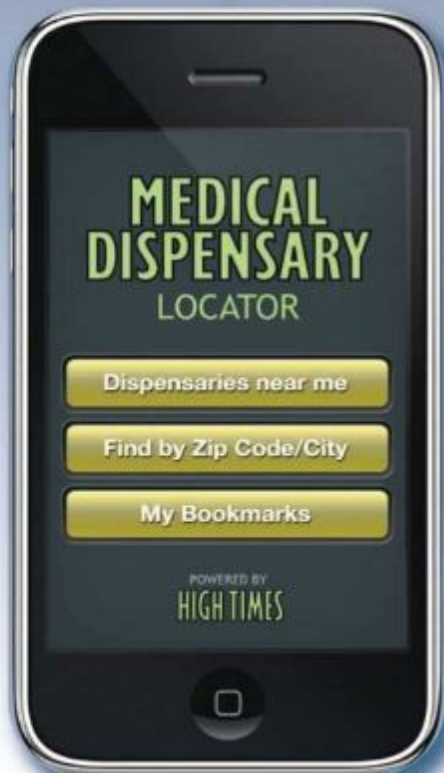 MEDICAL
DISPENSARY
LOCATOR
Dispensaries near me
Find by Zip Code/City
My Bookmarks
POWERED BY
HIGH TIMES